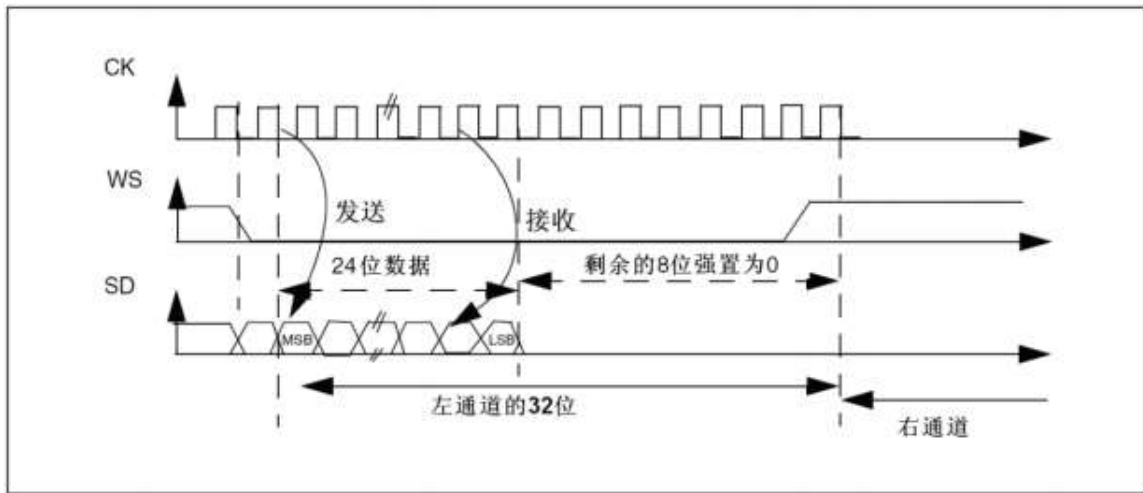 CK
WS
发送
接收
24位数据
剩余的8位强置为0
SD
MSB
LSB
左通道的32位
右通道